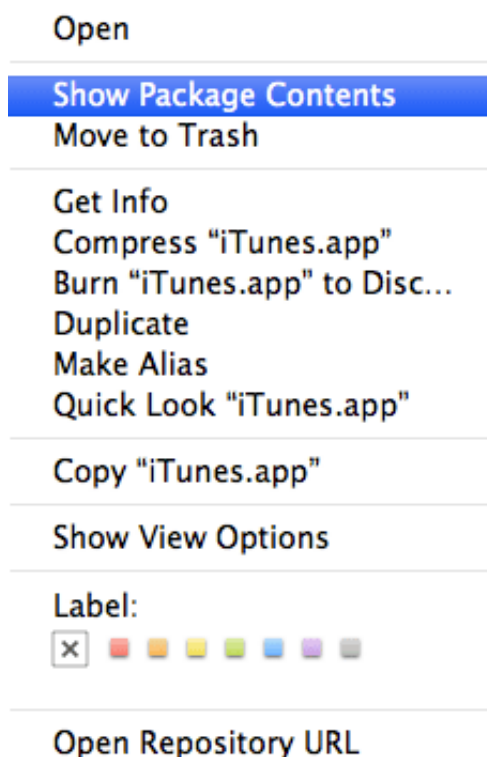 Open
Show Package Contents
Move to Trash
Get Info
Compress “iTunes.app”
Burn “iTunes.app” to Disc...
Duplicate
Make Alias
Quick Look “iTunes.app”
Copy “iTunes.app”
Show View Options
Label:
Open Repository URL